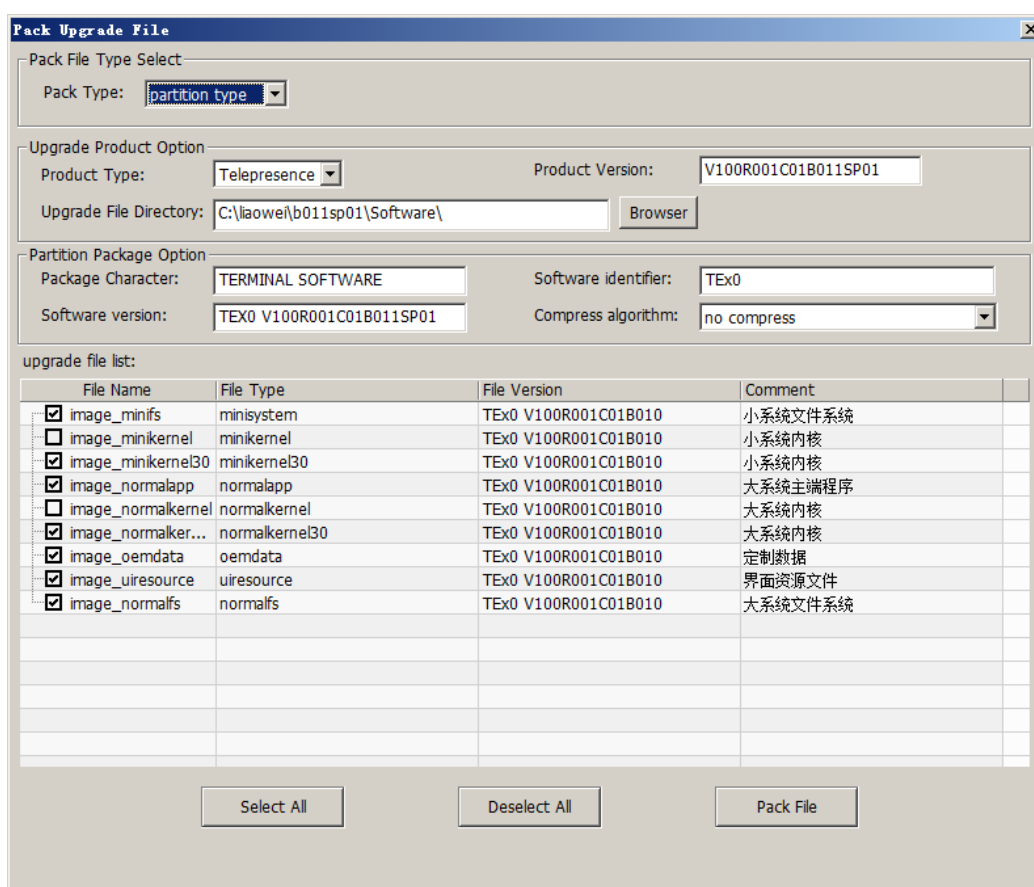 Pack Upgrade File
Pack File Type Select
Pack Type: partition type
Upgrade Product Option
Product Type: Telepresence Product Version: V100R001C01B011SP01
Upgrade File Directory: C:\liaowei\b011sp01\Software\ Browser
Partition Package Option
Package Character: TERMINAL SOFTWARE Software identifier: TEx0
Software version: TEX0 V100R001C01B011SP01 Compress algorithm: no compress
upgrade file list:
File Name File Type File Version Comment
image_minifs minisystem TEx0 V100R001C01B010 小系统文件系统
image_minikernel minikernel TEx0 V100R001C01B010 小系统内核
image_minikernel30 minikernel30 TEx0 V100R001C01B010 小系统内核
image_normalapp normalapp TEx0 V100R001C01B010 大系统主端程序
image_normalkernel normalkernel TEx0 V100R001C01B010 大系统内核
image_normalker... normalkernel30 TEx0 V100R001C01B010 大系统内核
image_oemdata oemdata TEx0 V100R001C01B010 定制数据
image_uiresource uiresource TEx0 V100R001C01B010 界面资源文件
image_normalfs normalfs TEx0 V100R001C01B010 大系统文件系统
Select All Deselect All Pack File